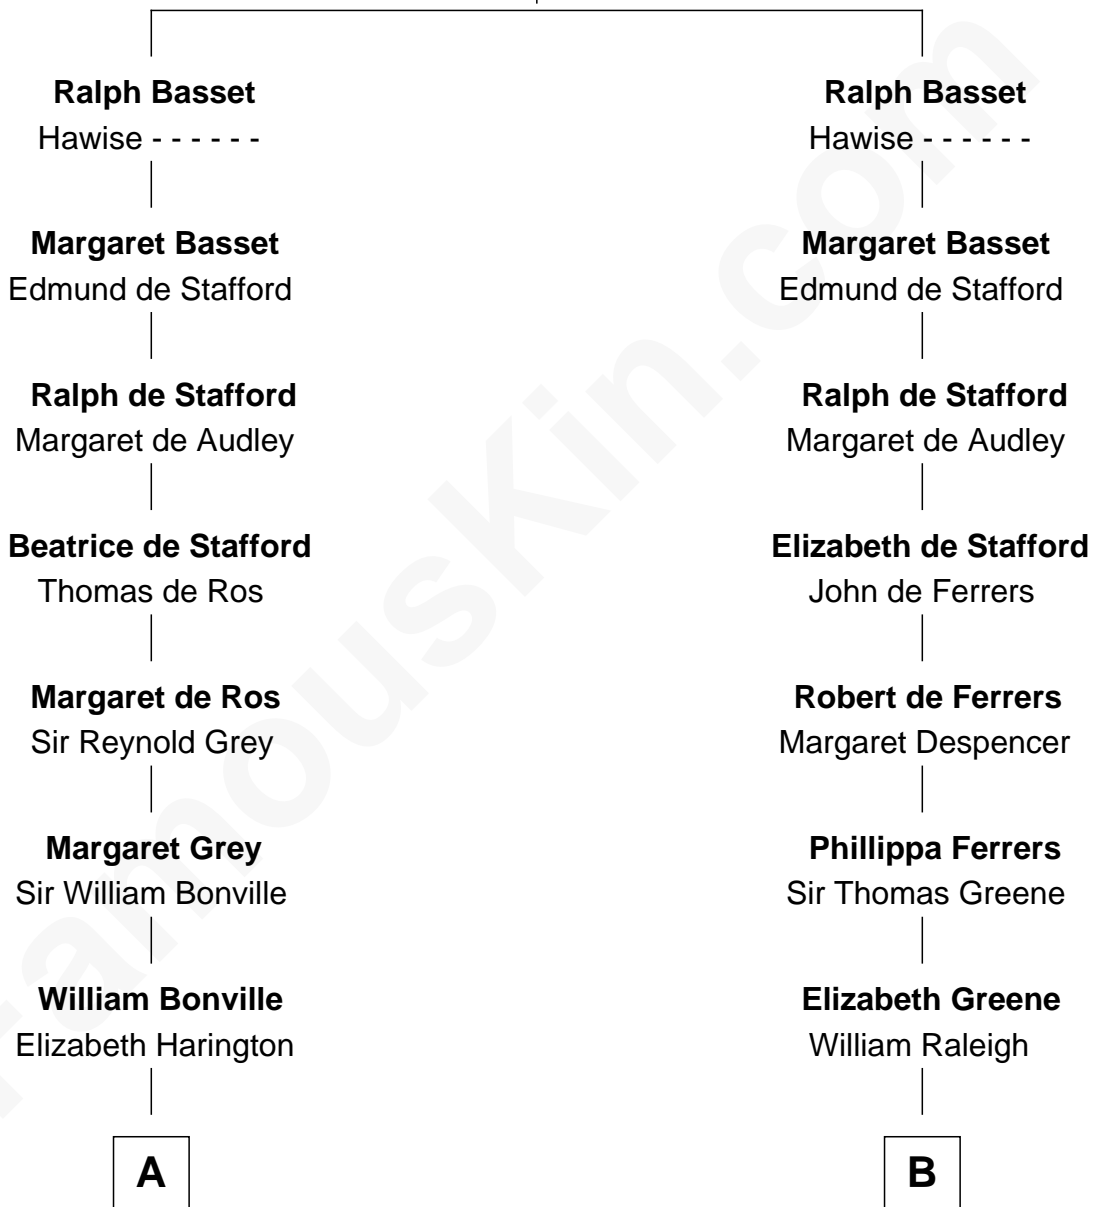 Ralph Basset
Hawise - - - - - -
Ralph Basset
Hawise - - - - - -
Margaret Basset
Edmund de Stafford
Margaret Basset
Edmund de Stafford
Ralph de Stafford
Margaret de Audley
Ralph de Stafford
Margaret de Audley
Beatrice de Stafford
Thomas de Ros
Elizabeth de Stafford
John de Ferrers
Margaret de Ros
Sir Reynold Grey
Robert de Ferrers
Margaret Despencer
Margaret Grey
Sir William Bonville
Phillippa Ferrers
Sir Thomas Greene
William Bonville
Elizabeth Harington
Elizabeth Greene
William Raleigh
A
B
FamousKin.com